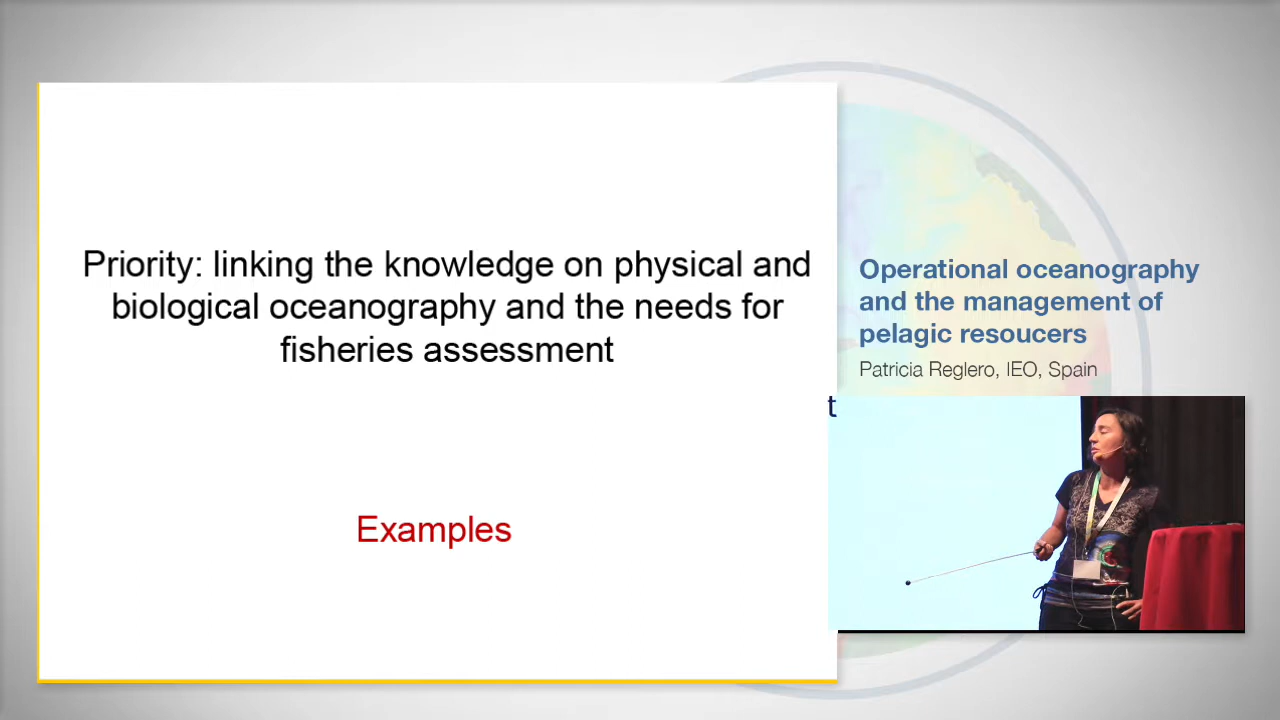 Priority: linking the knowledge on physical and
biological oceanography and the needs for
fisheries assessment
Examples
Operational oceanography
and the management of
pelagic resoucers
Patricia Reglero, IEO, Spain
t